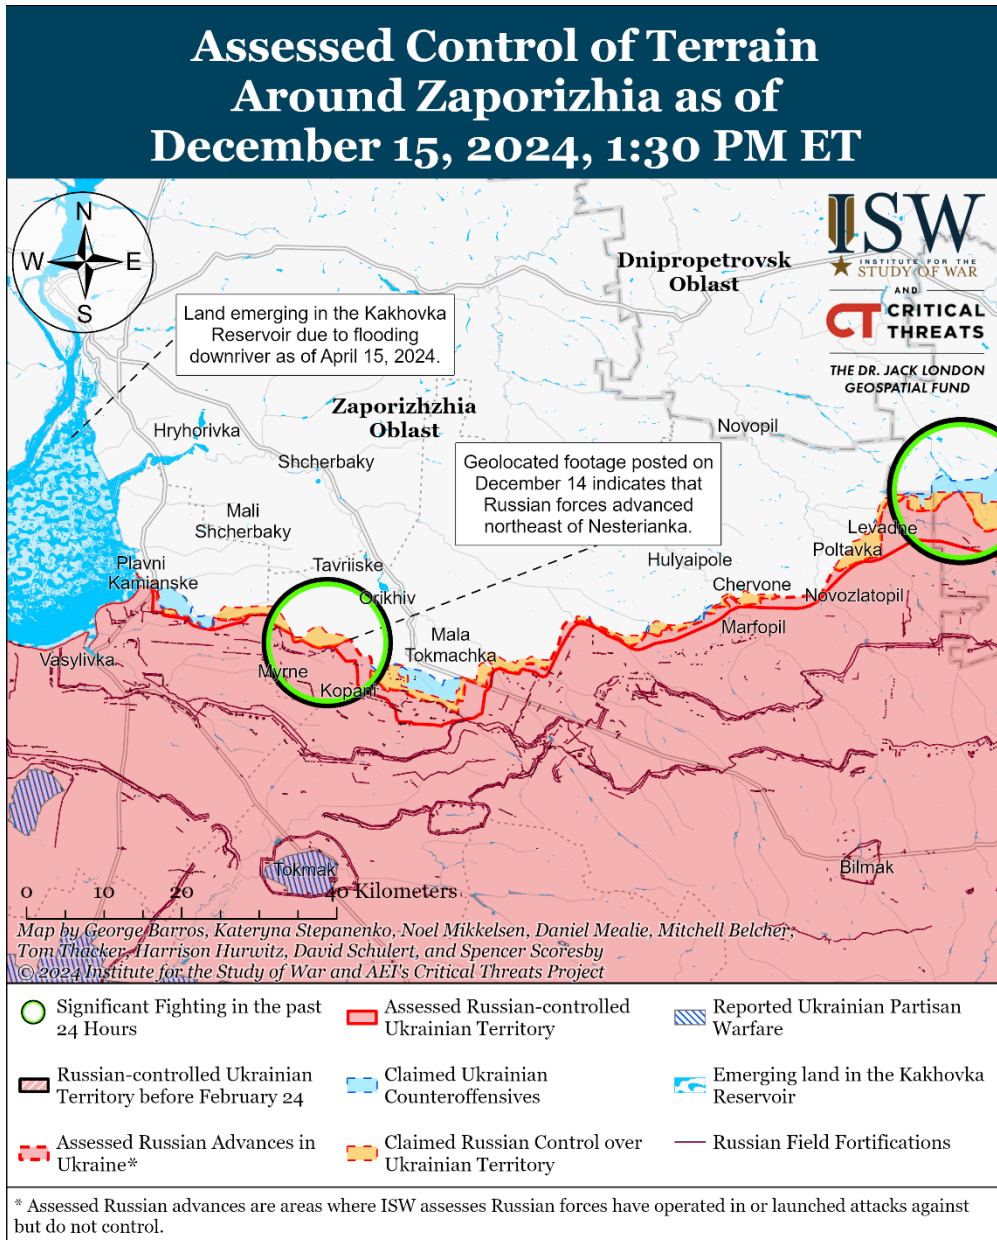 Assessed Control of Terrain
Around Zaporizhia as of
December 15, 2024, 1:30 PM ET
N
W
E
S
ISW
INSTITUTE FOR THE
STUDY OF WAR
AND
CT CRITICAL
THREATS
THE DR. JACK LONDON
GEOSPATIAL FUND
Dnipropetrovsk
Oblast
Land emerging in the Kakhovka
Reservoir due to flooding
downriver as of April 15, 2024.
Zaporizhzhia
Oblast
Hryhorivka
Novopil
Shcherbaky
Geolocated footage posted on
December 14 indicates that
Russian forces advanced
northeast of Nesterianka.
Mali
Shcherbaky
Levadne
Poltavka
Hulyaipole
Plavni
Kamianske
Tavriiske
Chervone
Orikhiv
Novozlatopil
Marfopil
Mala
Tokmachka
Vasylivka
Myrne
Kopani
Tokmak
Bilmak
0 10 20 40 Kilometers
Map by George Barros, Kateryna Stepanenko, Noel Mikkelsen, Daniel Mealie, Mitchell Belcher,
Tom Thacker, Harrison Hurwitz, David Schulert, and Spencer Scoresby
© 2024 Institute for the Study of War and AEI's Critical Threats Project
Significant Fighting in the past
24 Hours
Assessed Russian-controlled
Ukrainian Territory
Reported Ukrainian Partisan
Warfare
Russian-controlled Ukrainian
Territory before February 24
Claimed Ukrainian
Counteroffensives
Emerging land in the Kakhovka
Reservoir
Assessed Russian Advances in
Ukraine*
Claimed Russian Control over
Ukrainian Territory
Russian Field Fortifications
* Assessed Russian advances are areas where ISW assesses Russian forces have operated in or launched attacks against
but do not control.